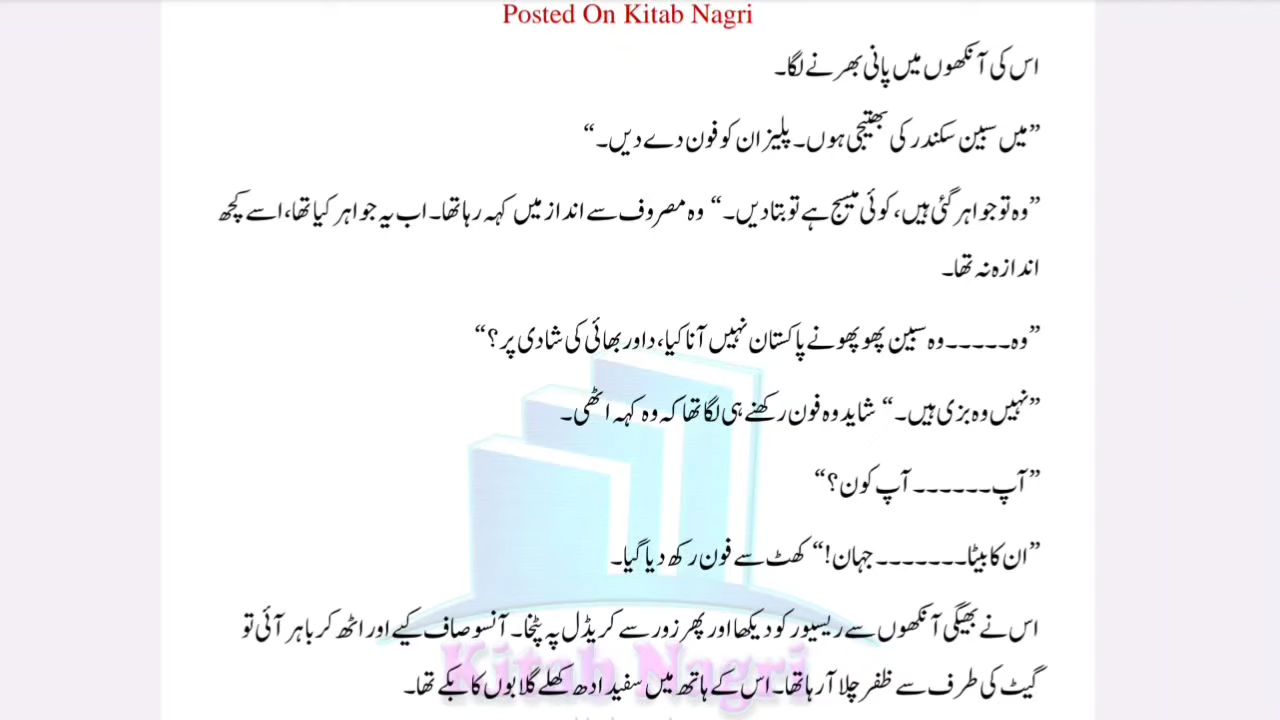 Posted On Kitab Nagri
اس کی آنکھوں میں پانی بھرنے لگا۔
”میں سبین سکندر کی بھتیجی ہوں۔ پلیز ان کو فون دے دیں۔“
”وہ تو جواہر گئی ہیں، کوئی میسج ہے تو بتا دیں۔“ وہ مصروف سے انداز میں کہہ رہا تھا۔ اب یہ جواہر کیا تھا، اسے کچھ
اندازہ نہ تھا۔
”وہ۔۔۔۔۔وہ سبین پھوپھو نے پاکستان نہیں آنا کیا، داور بھائی کی شادی پر؟“
”نہیں وہ بزی ہیں۔“ شاید وہ فون رکھنے ہی لگا تھا کہ وہ کہہ اٹھی۔
”آپ۔۔۔۔۔۔ آپ کون؟“
”ان کا بیٹا۔۔۔۔۔۔۔ جہان!“ کھٹ سے فون رکھ دیا گیا۔
اس نے بھیگی آنکھوں سے ریسیور کو دیکھا اور پھر زور سے کریڈل پہ پٹخا۔ آنسو صاف کیے اور اٹھ کر باہر آئی تو
گیٹ کی طرف سے ظفر چلا آ رہا تھا۔ اس کے ہاتھ میں سفید ادھ کھلے گلابوں کا بکے تھا۔
Kitab Nagri